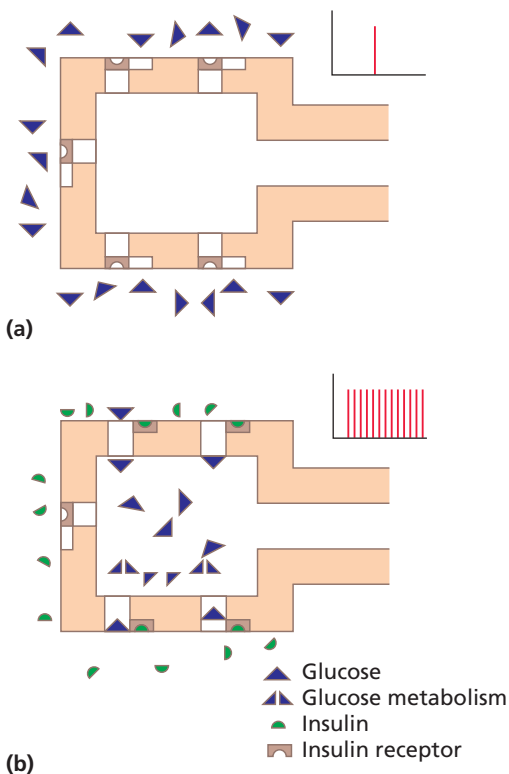 (a)
Glucose
Glucose metabolism
Insulin
Insulin receptor
(b)